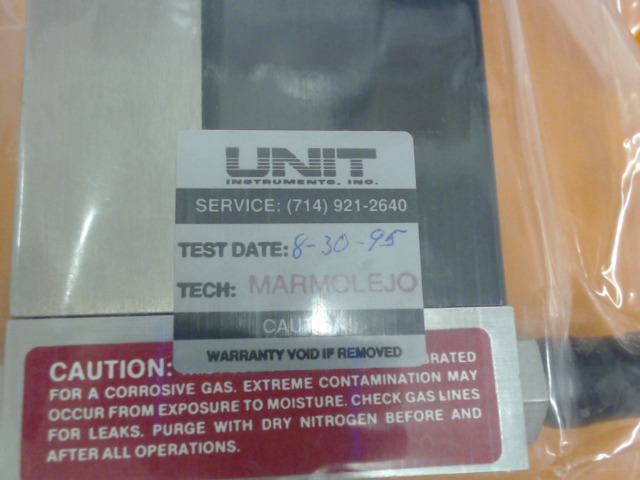 UNIT
INSTRUMENTS, INC.
SERVICE: (714) 921-2640
TEST DATE: 8-30-95
TECH: MARMOLEJO
WARRANTY VOID IF REMOVED
CAUTION:
FOR A CORROSIVE GAS. EXTREME CONTAMINATION MAY
OCCUR FROM EXPOSURE TO MOISTURE. CHECK GAS LINES
FOR LEAKS. PURGE WITH DRY NITROGEN BEFORE AND
AFTER ALL OPERATIONS.